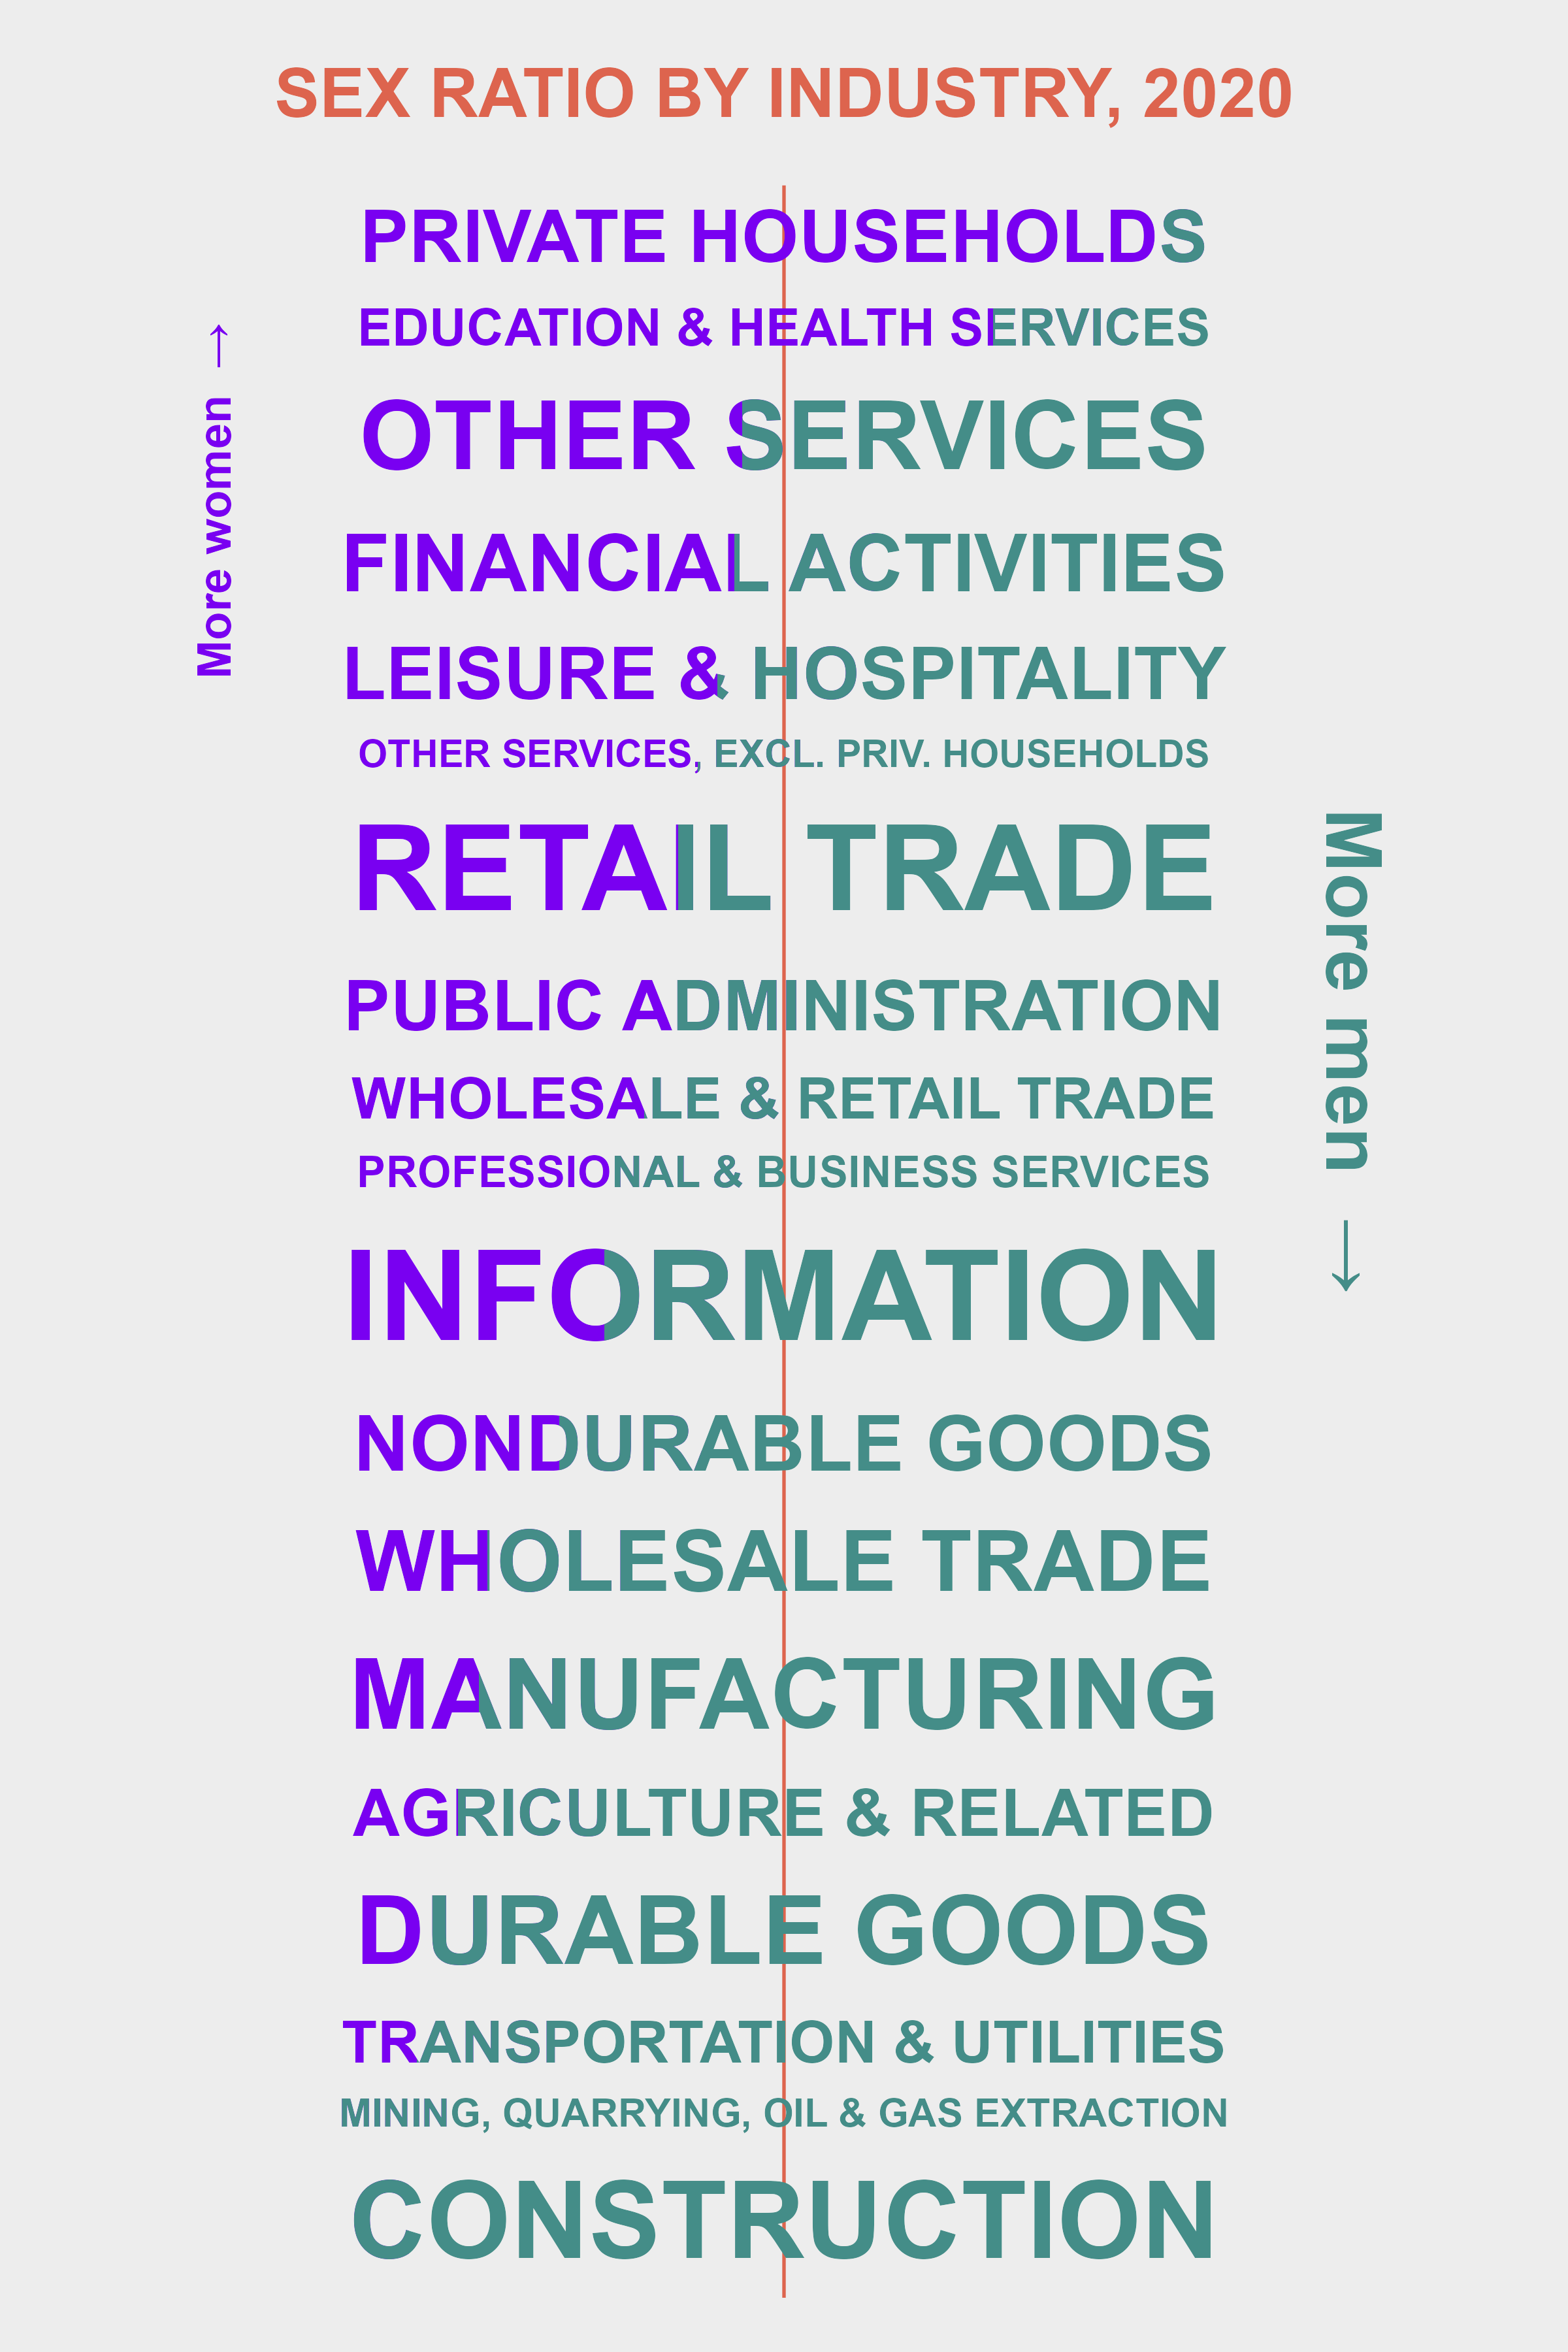 SEX RATIO BY INDUSTRY, 2020
PRIVATE HOUSEHOLDS
EDUCATION & HEALTH SERVICES
OTHER SERVICES
FINANCIAL ACTIVITIES
LEISURE & HOSPITALITY
More women →
OTHER SERVICES, EXCL. PRIV. HOUSEHOLDS
RETAIL TRADE
PUBLIC ADMINISTRATION
WHOLESALE & RETAIL TRADE
PROFESSIONAL & BUSINESS SERVICES
More men →
INFORMATION
NONDURABLE GOODS
WHOLESALE TRADE
MANUFACTURING
AGRICULTURE & RELATED
DURABLE GOODS
TRANSPORTATION & UTILITIES
MINING, QUARRYING, OIL & GAS EXTRACTION
CONSTRUCTION